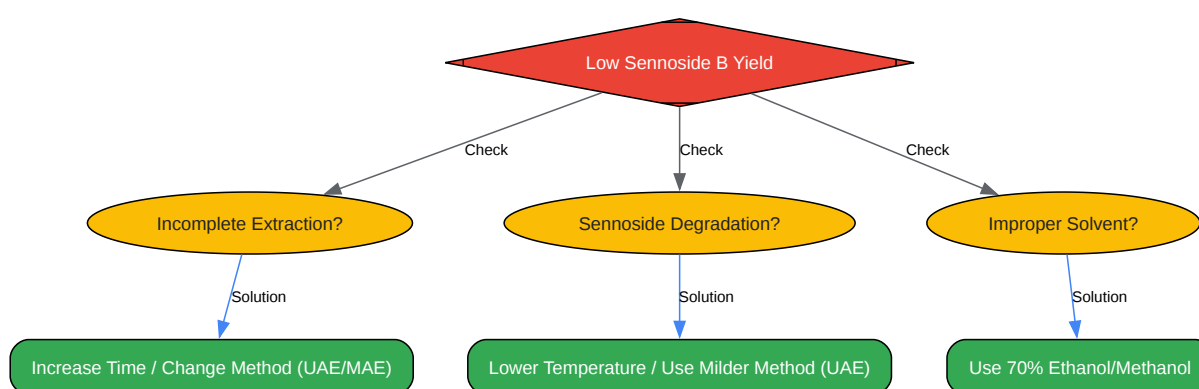 Low Sennoside B Yield
Check
Check
Check
Incomplete Extraction?
Sennoside Degradation?
Improper Solvent?
Solution
Solution
Solution
Increase Time / Change Method (UAE/MAE)
Lower Temperature / Use Milder Method (UAE)
Use 70% Ethanol/Methanol